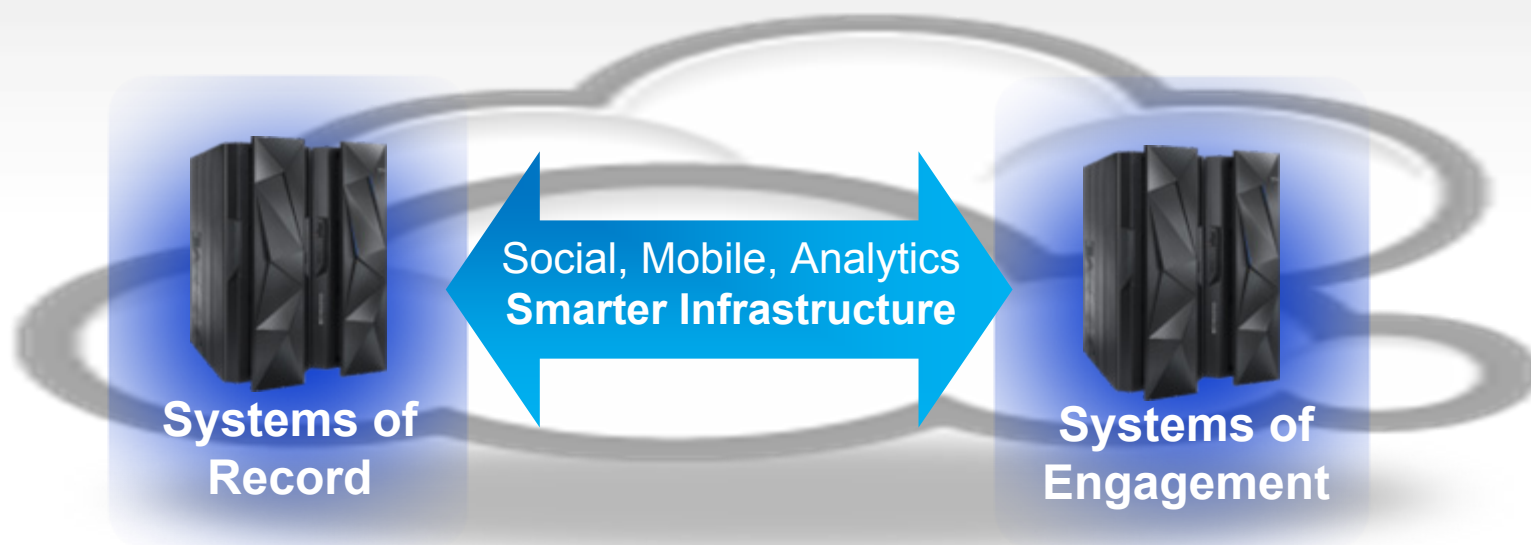 Social, Mobile, Analytics
Smarter Infrastructure
Systems of
Record
Systems of
Engagement